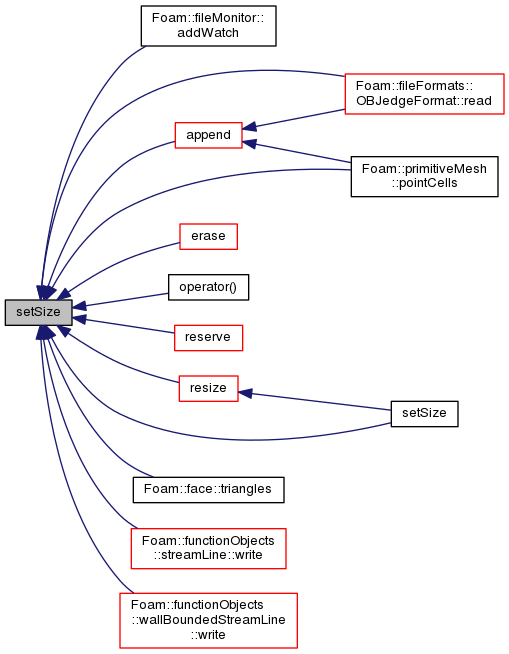 Foam::fileMonitor::
addWatch
Foam::fileFormats::
OBJedgeFormat::read
append
Foam::primitiveMesh
::pointCells
erase
operator()
setSize
reserve
resize
setSize
Foam::face::triangles
Foam::functionObjects
::streamLine::write
Foam::functionObjects
::wallBoundedStreamLine
::write